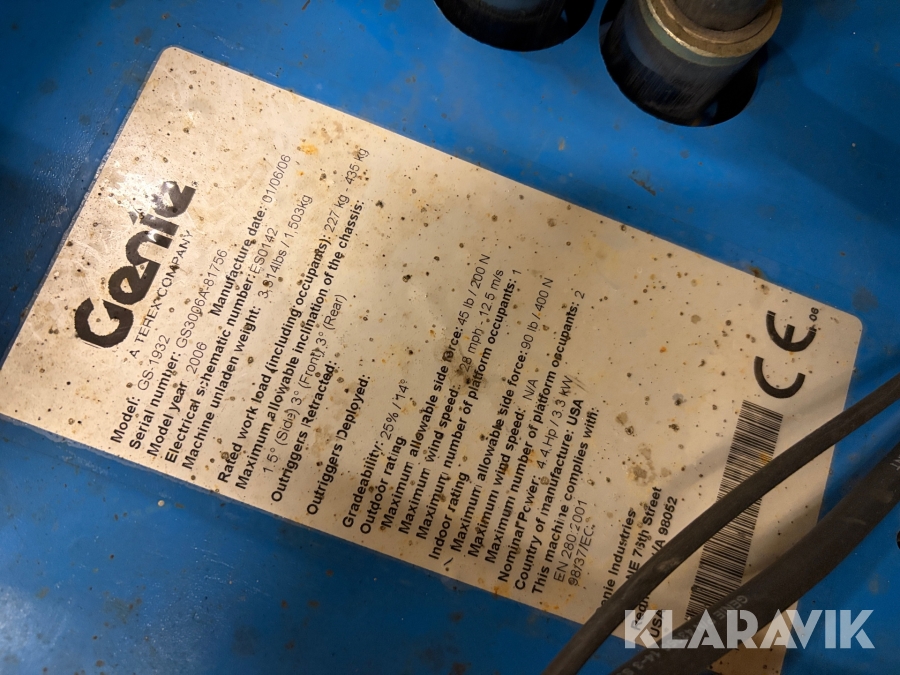 Genie
A TEREX COMPANY
Model: GS-1932
Serial number: GS3006A-81756
Model year 2006 Manufacture date: 01/06/06
Electrical schematic number: ES0142
Machine unladen weight: 3,314lbs / 1,503kg
Rated work load (including occupants): 227 kg - 435 kg
Maximum allowable inclination of the chassis:
1.5° (Side) 3° (Front) 3° (Rear)
Outriggers Retracted:
Outriggers Deployed:
Gradeability: 25% / 14°
Outdoor rating
Maximum allowable side force: 45 lb / 200 N
Maximum wind speed: 28 mph - 12.5 m/s
Maximum number of platform occupants: 1
Indoor rating
Maximum allowable side force: 90 lb / 400 N
Maximum wind speed: N/A
Maximum number of platform occupants: 2
Nominal Power: 4.4 Hp / 3.3 kW
Country of manufacture: USA
This machine complies with:
EN 280:2001
98/37/EC
Industries
NE 76th Street
98052
USA
CE 06
KLARAVIK